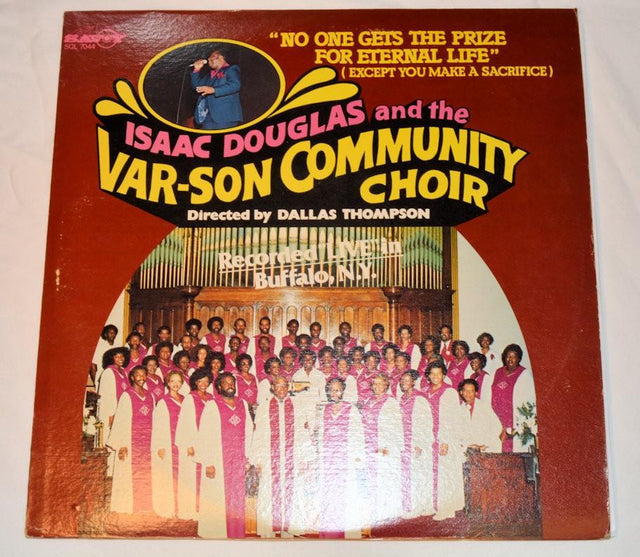 SAVOY
SGL 7044
"NO ONE GETS THE PRIZE
FOR ETERNAL LIFE"
(EXCEPT YOU MAKE A SACRIFICE)
ISAAC DOUGLAS and the
VAR-SON COMMUNITY
CHOIR
Directed by DALLAS THOMPSON
Recorded "LIVE" in
Buffalo, N.Y.